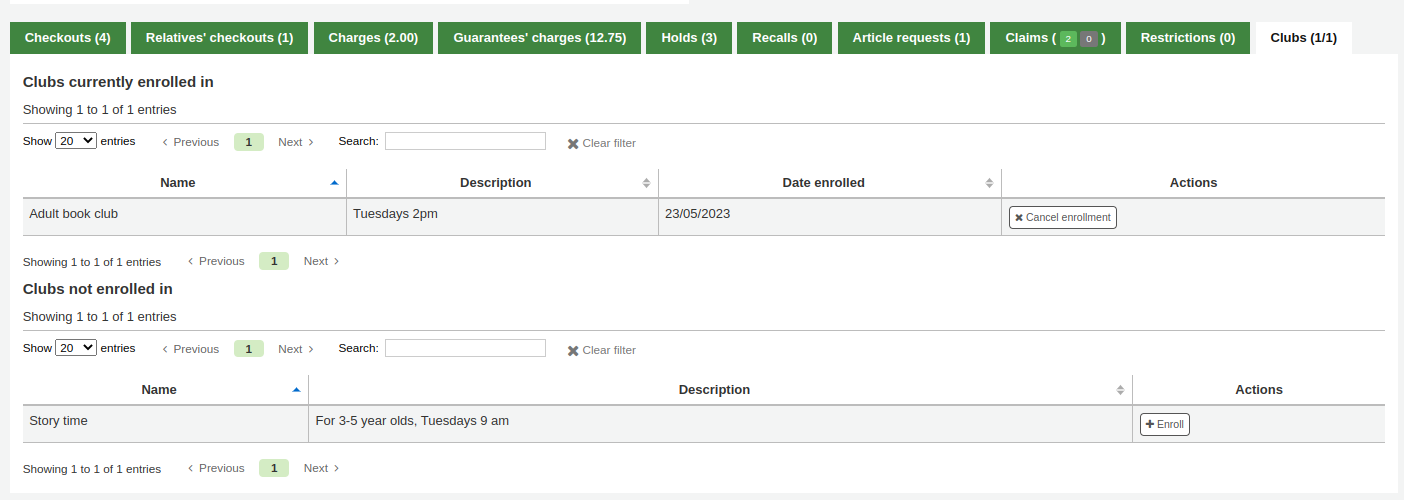 Checkouts (4) Relatives' checkouts (1) Charges (2.00) Guarantees' charges (12.75) Holds (3) Recalls (0) Article requests (1) Claims ( 2 0 ) Restrictions (0) Clubs (1/1)
Clubs currently enrolled in
Showing 1 to 1 of 1 entries
Show 20 entries Previous 1 Next Search: Clear filter
Name Description Date enrolled Actions
Adult book club Tuesdays 2pm 23/05/2023 Cancel enrollment
Showing 1 to 1 of 1 entries Previous 1 Next
Clubs not enrolled in
Showing 1 to 1 of 1 entries
Show 20 entries Previous 1 Next Search: Clear filter
Name Description Actions
Story time For 3-5 year olds, Tuesdays 9 am Enroll
Showing 1 to 1 of 1 entries Previous 1 Next